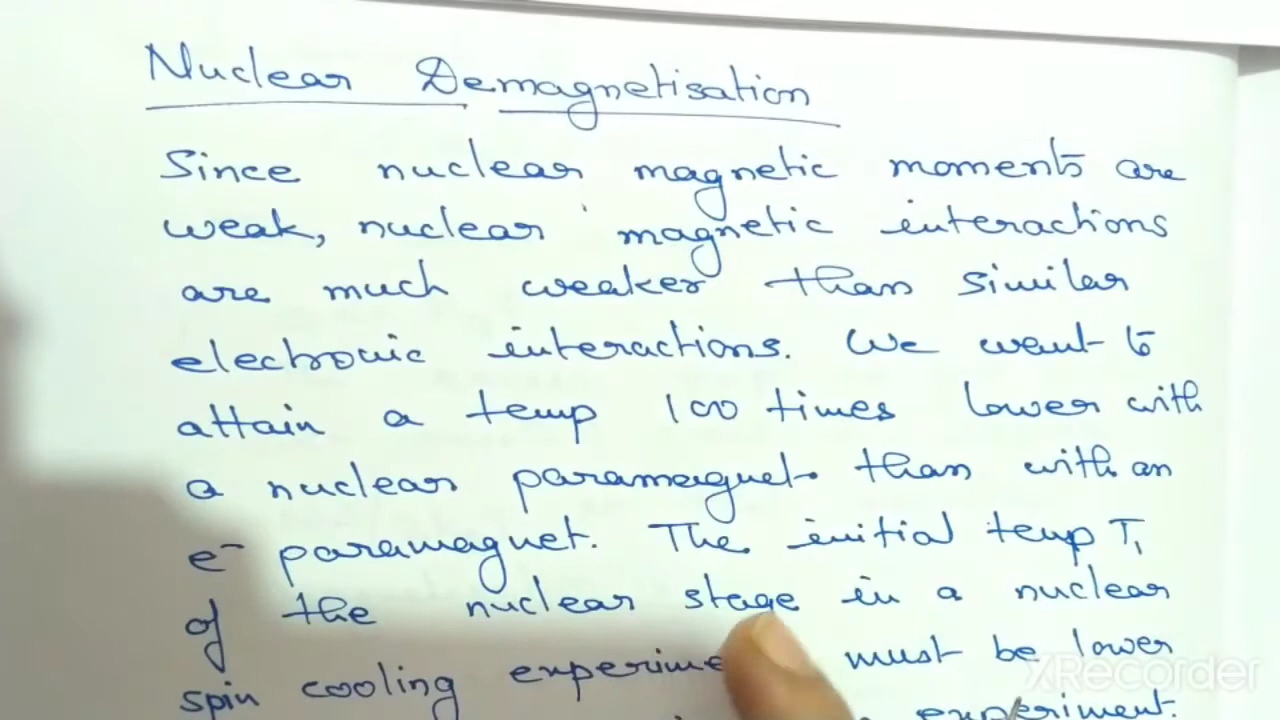 Nuclear Demagnetisation
Since nuclear magnetic moments are
weak, nuclear magnetic interactions
are much weaker than similar
electronic interactions. We want to
attain a temp 100 times lower with
a nuclear paramagnet than with an
e⁻ paramagnet. The initial temp T₁
of the nuclear stage in a nuclear
spin cooling must be lower
experiment.
XRecorder